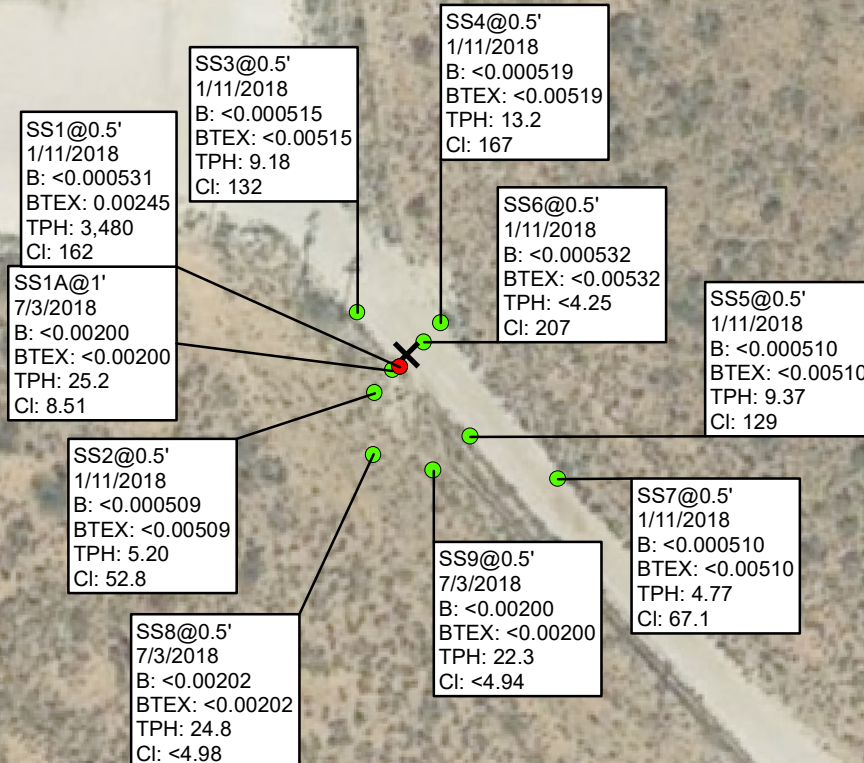 SS4@0.5'
1/11/2018
B: <0.000519
BTEX: <0.00519
TPH: 13.2
Cl: 167
SS3@0.5'
1/11/2018
B: <0.000515
BTEX: <0.00515
TPH: 9.18
Cl: 132
SS1@0.5'
1/11/2018
B: <0.000531
BTEX: 0.00245
TPH: 3,480
Cl: 162
SS6@0.5'
1/11/2018
B: <0.000532
BTEX: <0.00532
TPH: <4.25
Cl: 207
SS1A@1'
7/3/2018
B: <0.00200
BTEX: <0.00200
TPH: 25.2
Cl: 8.51
SS5@0.5'
1/11/2018
B: <0.000510
BTEX: <0.00510
TPH: 9.37
Cl: 129
SS2@0.5'
1/11/2018
B: <0.000509
BTEX: <0.00509
TPH: 5.20
Cl: 52.8
SS7@0.5'
1/11/2018
B: <0.000510
BTEX: <0.00510
TPH: 4.77
Cl: 67.1
SS9@0.5'
7/3/2018
B: <0.00200
BTEX: <0.00200
TPH: 22.3
Cl: <4.94
SS8@0.5'
7/3/2018
B: <0.00202
BTEX: <0.00202
TPH: 24.8
Cl: <4.98